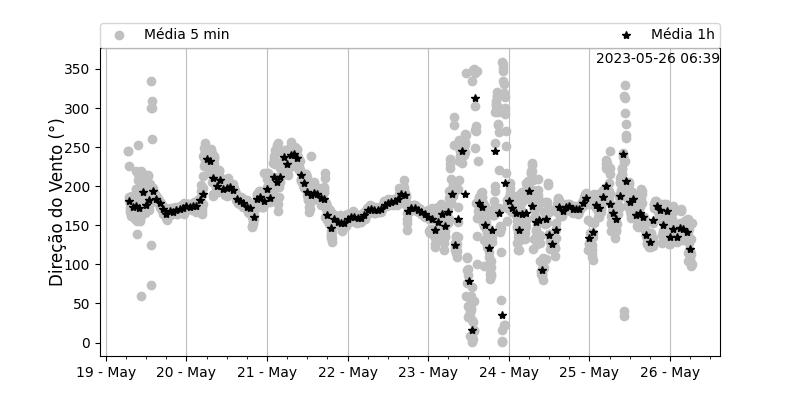 Média 5 min
Média 1h
2023-05-26 06:39
Direção do Vento (°)
350
300
250
200
150
100
50
0
19 - May
20 - May
21 - May
22 - May
23 - May
24 - May
25 - May
26 - May